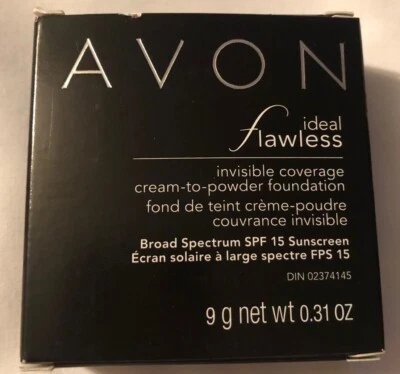 AVON
ideal
flawless
invisible coverage
cream-to-powder foundation
fond de teint crème-poudre
couvrance invisible
Broad Spectrum SPF 15 Sunscreen
Écran solaire à large spectre FPS 15
DIN 02374145
9 g net wt 0.31 OZ